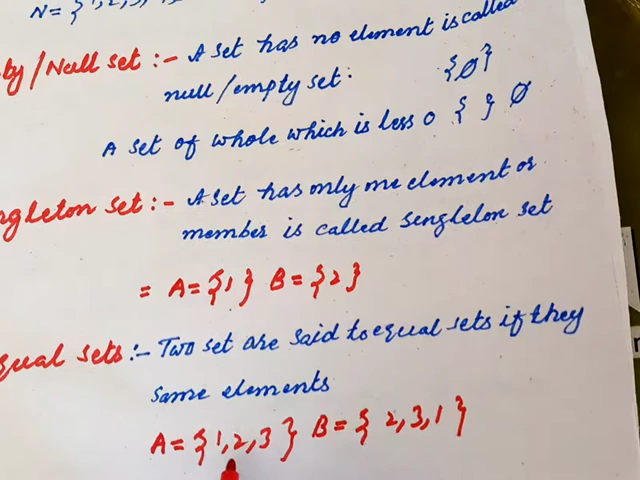 N = {1, 2, 3,
by/Null set :- A set has no element is called
null/empty set. {Ø}
A set of whole which is less 0 { } Ø
ngleton set :- A set has only one element or
member is called sengleton set
= A = {1} B = {2}
qual sets :- Two set are said to equal sets if they
same elements
A = {1, 2, 3} B = {2, 3, 1}